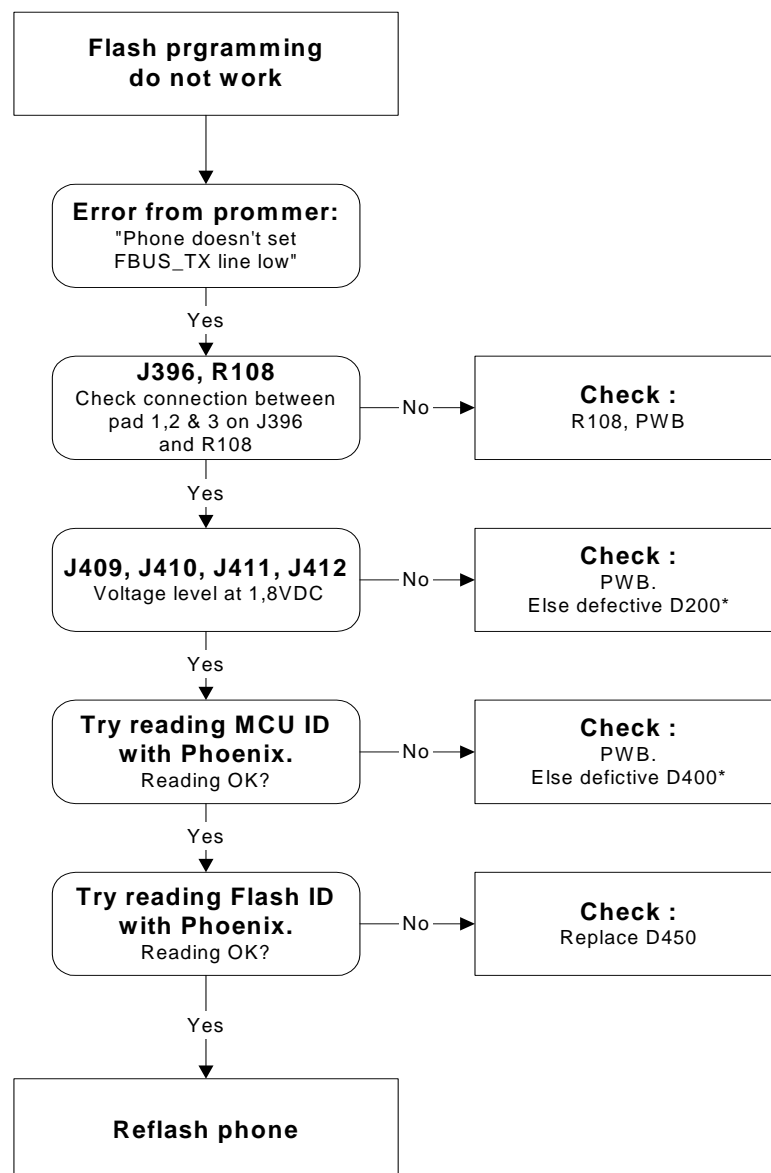 Flash prgramming
do not work
Error from prommer:
"Phone doesn't set
FBUS_TX line low"
Yes
J396, R108
Check connection between
pad 1,2 & 3 on J396
and R108
No
Check :
R108, PWB
Yes
J409, J410, J411, J412
Voltage level at 1,8VDC
No
Check :
PWB.
Else defective D200*
Yes
Try reading MCU ID
with Phoenix.
Reading OK?
No
Check :
PWB.
Else defictive D400*
Yes
Try reading Flash ID
with Phoenix.
Reading OK?
No
Check :
Replace D450
Yes
Reflash phone